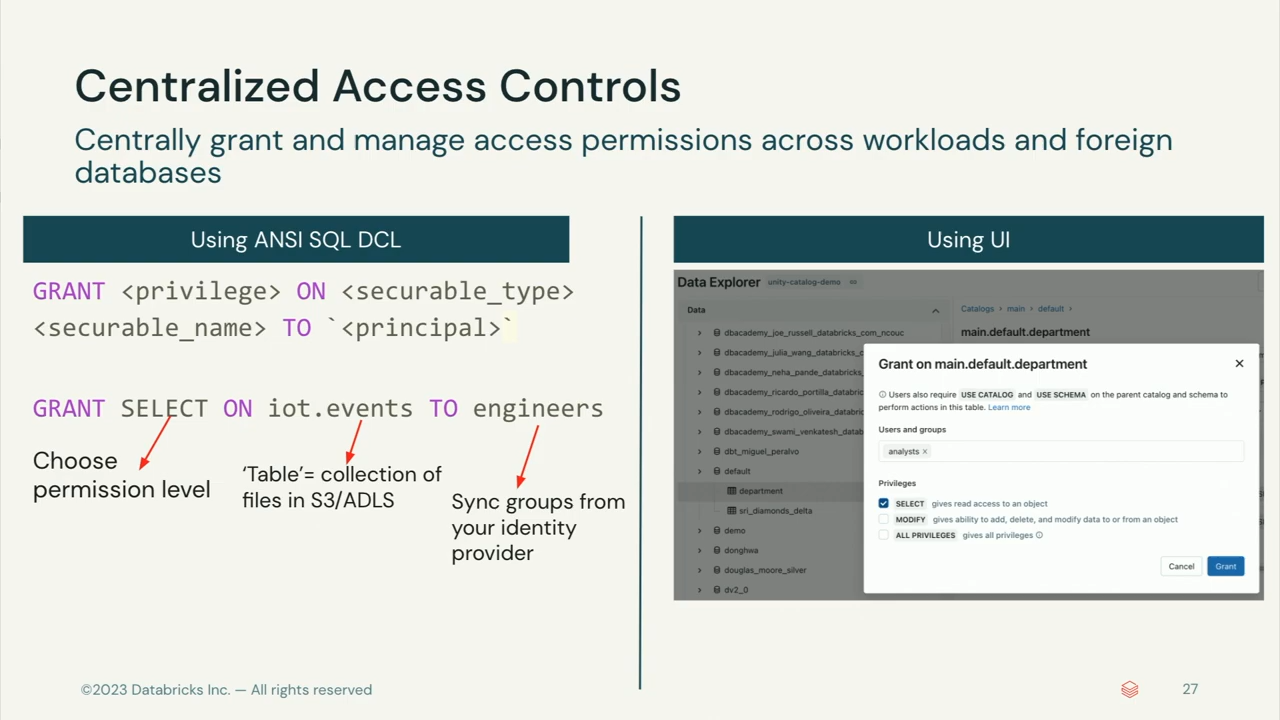 Centralized Access Controls
Centrally grant and manage access permissions across workloads and foreign
databases
Using ANSI SQL DCL
GRANT <privilege> ON <securable_type>
<securable_name> TO `<principal>`
GRANT SELECT ON iot.events TO engineers
Choose
permission level
‘Table’= collection of
files in S3/ADLS
Sync groups from
your identity
provider
Using UI
Data Explorer unity-catalog-demo
Data
dbacademy_joe_russell_databricks_com_ncouc
dbacademy_julia_wang_databricks_c
dbacademy_neha_pande_databricks_
dbacademy_ricardo_portilla_databric
dbacademy_rodrigo_oliveira_databric
dbacademy_swami_venkatesh_datab
dbt_miguel_peralvo
default
department
sri_diamonds_delta
demo
donghwa
douglas_moore_silver
dv2_0
Catalogs › main › default ›
main.default.department
Grant on main.default.department
Users also require USE CATALOG and USE SCHEMA on the parent catalog and schema to
perform actions in this table. Learn more
Users and groups
analysts ×
Privileges
SELECT gives read access to an object
MODIFY gives ability to add, delete, and modify data to or from an object
ALL PRIVILEGES gives all privileges
Cancel Grant
©2023 Databricks Inc. — All rights reserved
27